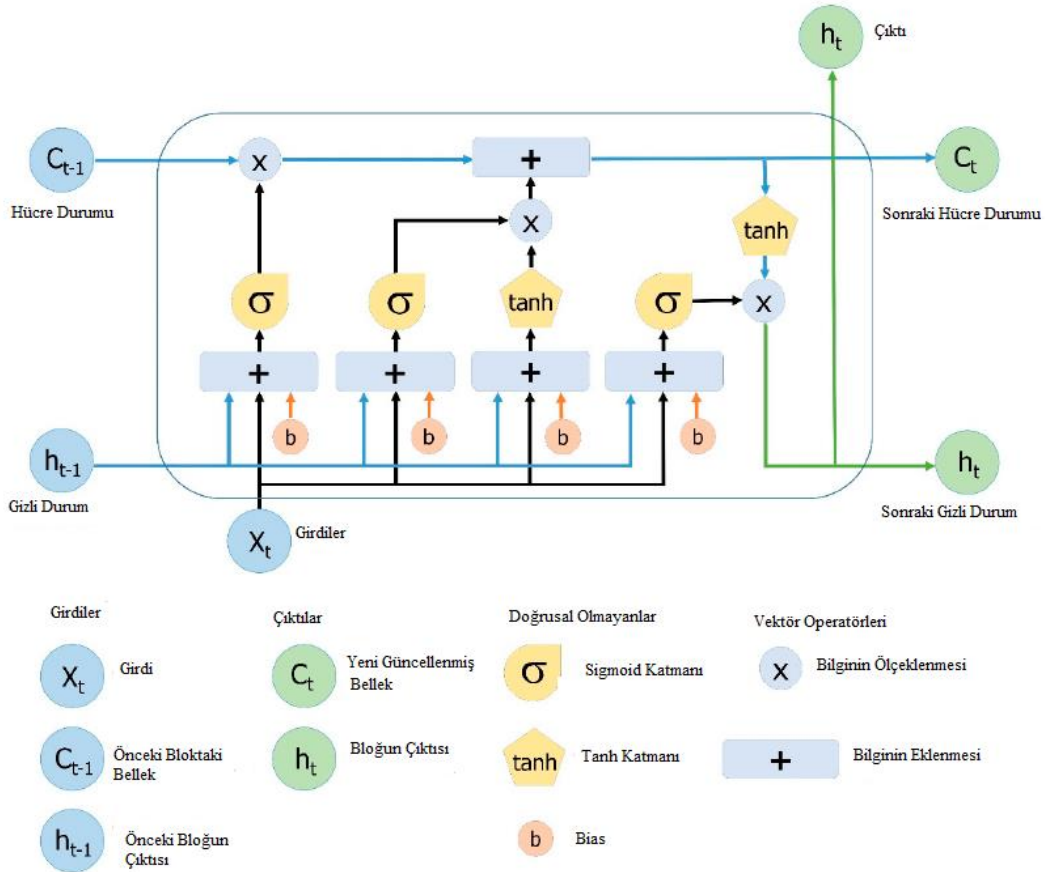 hₜ
Çıktı
Cₜ₋₁
x
+
Cₜ
Hücre Durumu
x
tanh
Sonraki Hücre Durumu
σ
σ
tanh
σ
x
+
+
+
+
b
b
b
b
hₜ₋₁
hₜ
Gizli Durum
Sonraki Gizli Durum
Xₜ
Girdiler
Girdiler
Çıktılar
Doğrusal Olmayanlar
Vektör Operatörleri
Xₜ
Girdi
Cₜ
Yeni Güncellenmiş
Bellek
σ
Sigmoid Katmanı
x
Bilginin Ölçeklenmesi
Cₜ₋₁
Önceki Bloktaki
Bellek
hₜ
Bloğun Çıktısı
tanh
Tanh Katmanı
+
Bilginin Eklenmesi
hₜ₋₁
Önceki Bloğun
Çıktısı
b
Bias